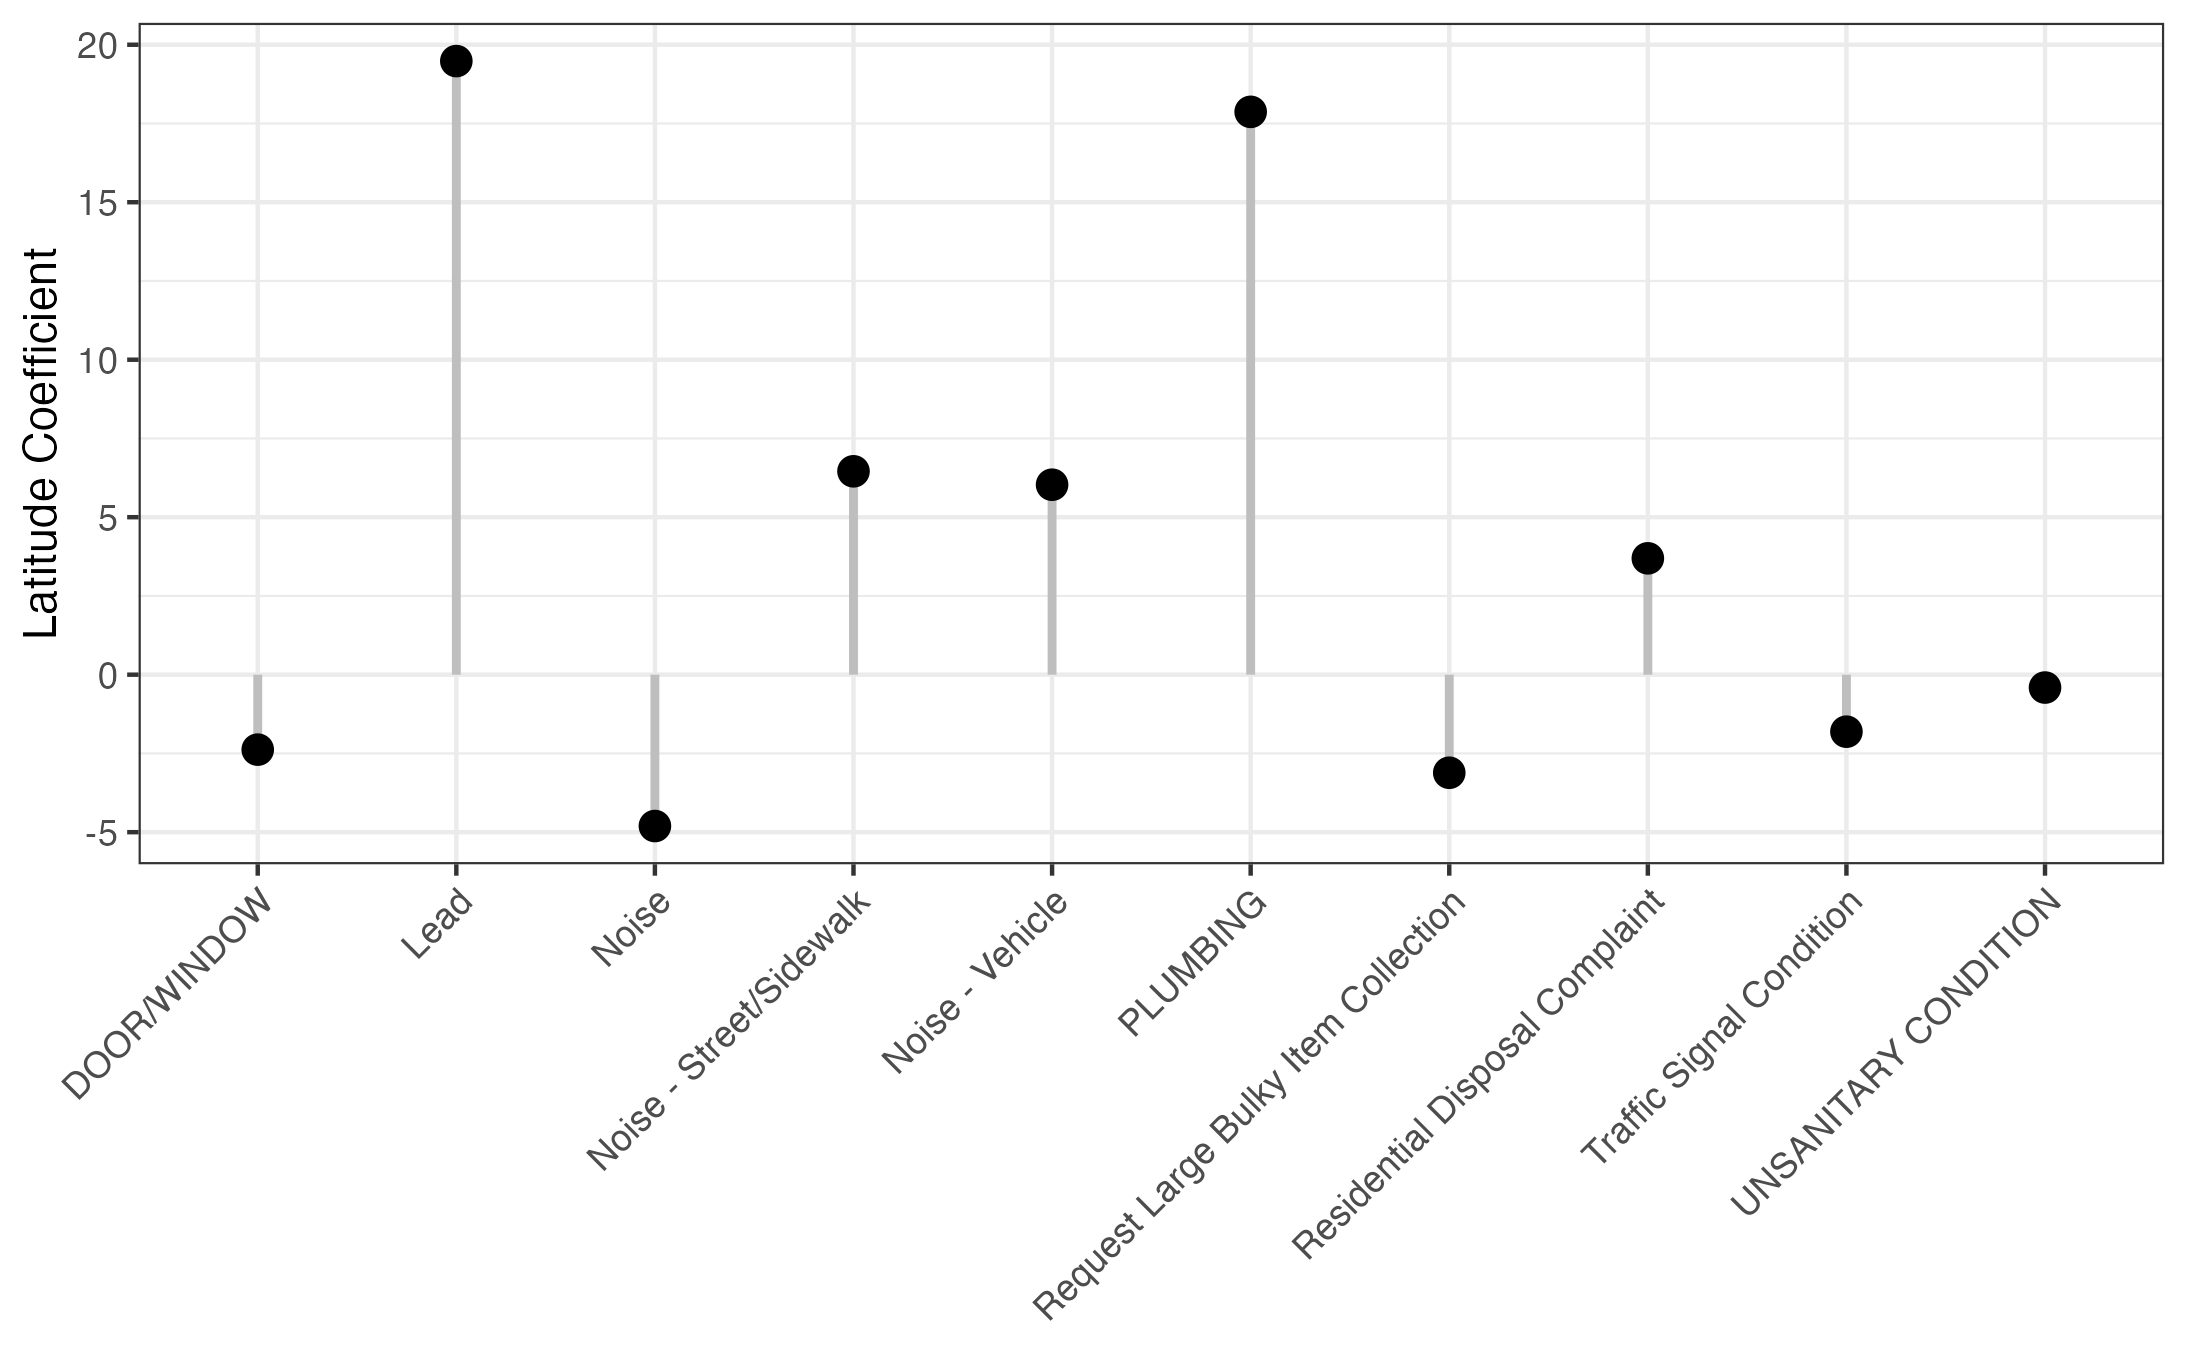 Latitude Coefficient
20
15
10
5
0
-5
DOOR/WINDOW
Lead
Noise
Noise - Street/Sidewalk
Noise - Vehicle
PLUMBING
Request Large Bulky Item Collection
Residential Disposal Complaint
Traffic Signal Condition
UNSANITARY CONDITION